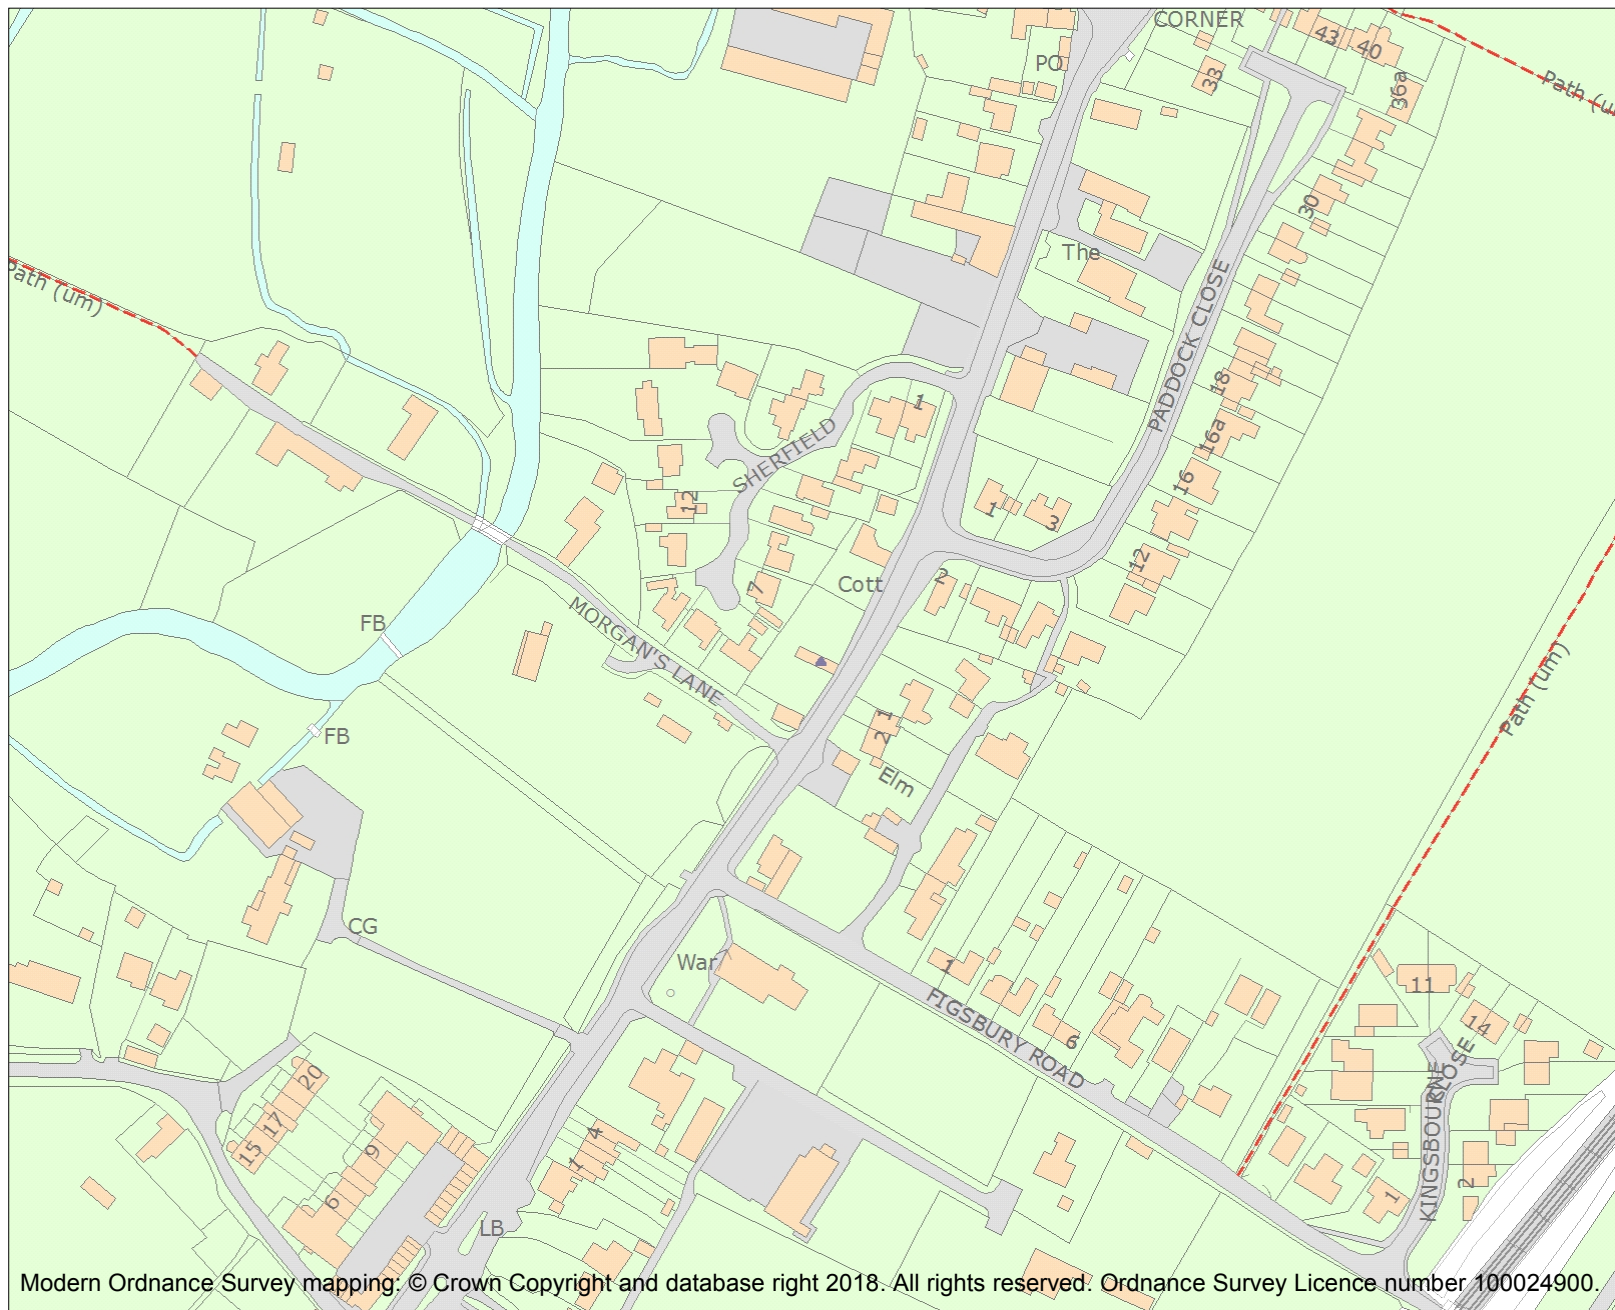 CORNER
43
40
PO
33
36a
Path (u
30
The
Path (um)
PADDOCK CLOSE
18
1
16a
SHERFIELD
16
12
1
3
12
Cott
2
7
FB
MORGAN'S LANE
Path (um)
1
2
FB
Elm
CG
War
1
11
FIGSBURY ROAD
14
6
KINGSBOURNE
CLOSE
20
17
15
9
4
1
6
2
1
LB
Modern Ordnance Survey mapping: © Crown Copyright and database right 2018. All rights reserved. Ordnance Survey Licence number 100024900.